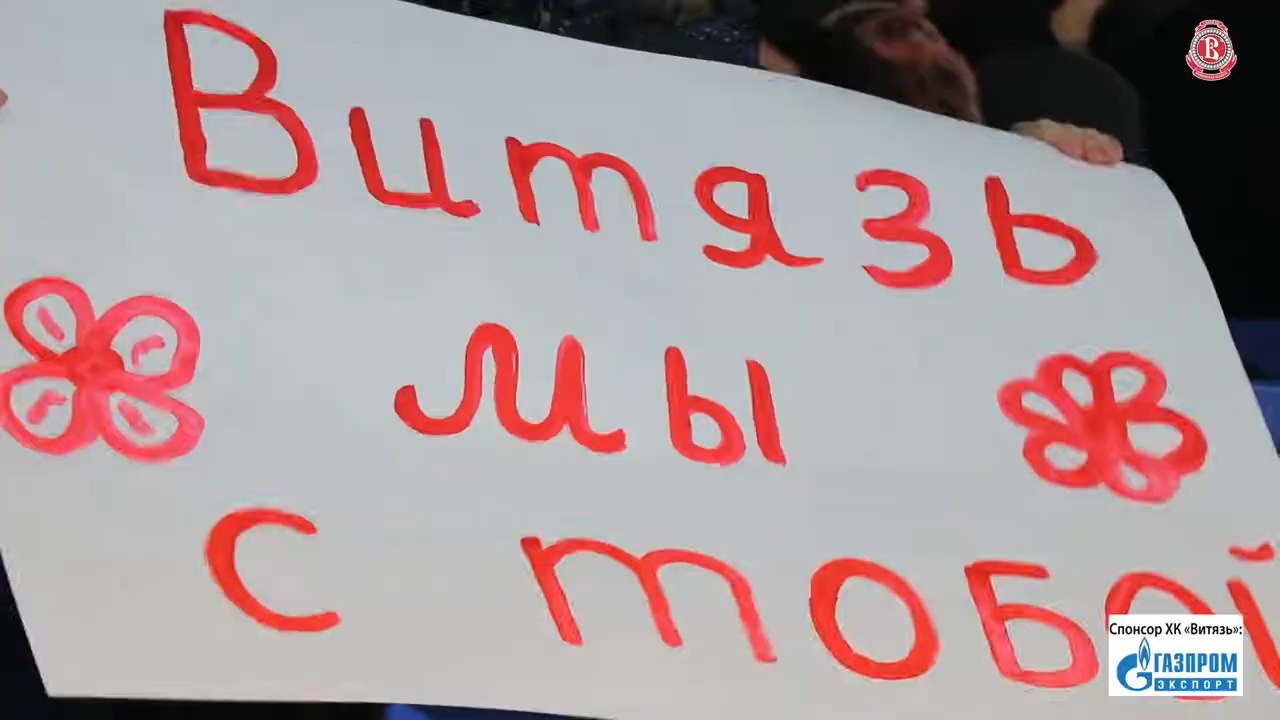 Витязь
мы
с тобой
Спонсор ХК «Витязь»:
ГАЗПРОМ
ЭКСПОРТ